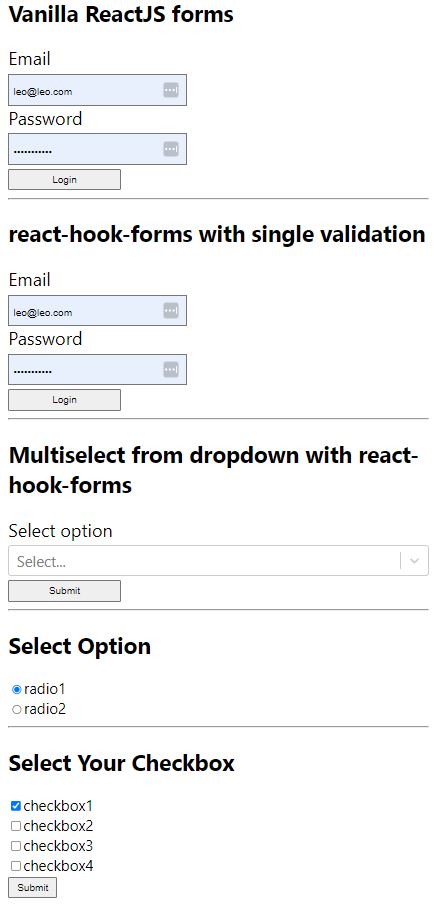 Vanilla ReactJS forms
Email
leo@leo.com
Password
•••••••••••
Login
react-hook-forms with single validation
Email
leo@leo.com
Password
•••••••••••
Login
Multiselect from dropdown with react-
hook-forms
Select option
Select...
Submit
Select Option
radio1
radio2
Select Your Checkbox
checkbox1
checkbox2
checkbox3
checkbox4
Submit